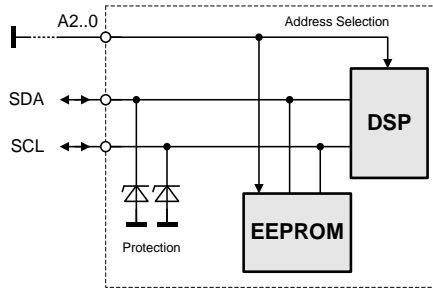 A2..0
Address Selection
SDA
DSP
SCL
EEPROM
Protection